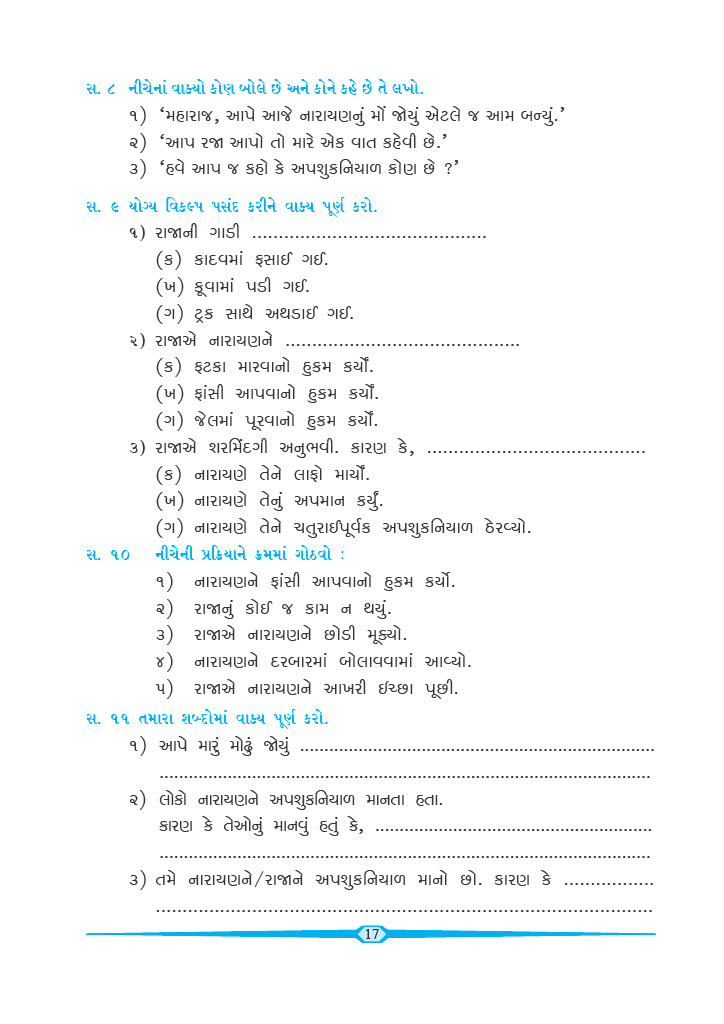 સ. ૮ નીચેનાં વાક્યો કોણ બોલે છે અને કોને કહે છે તે લખો.
૧) ‘મહારાજ, આપે આજે નારાયણનું મોં જોયું એટલે જ આમ બન્યું.’
૨) ‘આપ રજા આપો તો મારે એક વાત કહેવી છે.’
૩) ‘હવે આપ જ કહો કે અપશુકનિયાળ કોણ છે ?’
સ. ૯ યોગ્ય વિકલ્પ પસંદ કરીને વાક્ય પૂર્ણ કરો.
૧) રાજાની ગાડી ............................................
(ક) કાદવમાં ફસાઈ ગઈ.
(ખ) કૂવામાં પડી ગઈ.
(ગ) ટ્રક સાથે અથડાઈ ગઈ.
૨) રાજાએ નારાયણને ............................................
(ક) ફટકા મારવાનો હુકમ કર્યોં.
(ખ) ફાંસી આપવાનો હુકમ કર્યોં.
(ગ) જેલમાં પૂરવાનો હુકમ કર્યોં.
૩) રાજાએ શરમિંદગી અનુભવી. કારણ કે, .........................................
(ક) નારાયણે તેને લાફો માર્યોં.
(ખ) નારાયણે તેનું અપમાન કર્યું.
(ગ) નારાયણે તેને ચતુરાઈપૂર્વક અપશુકનિયાળ ઠેરવ્યો.
સ. ૧૦ નીચેની પ્રક્રિયાને ક્રમમાં ગોઠવો :
૧) નારાયણને ફાંસી આપવાનો હુકમ કર્યો.
૨) રાજાનું કોઈ જ કામ ન થયું.
૩) રાજાએ નારાયણને છોડી મૂક્યો.
૪) નારાયણને દરબારમાં બોલાવવામાં આવ્યો.
૫) રાજાએ નારાયણને આખરી ઈચ્છા પૂછી.
સ. ૧૧ તમારા શબ્દોમાં વાક્ય પૂર્ણ કરો.
૧) આપે મારું મોઢું જોયું .........................................................................
.....................................................................................................
૨) લોકો નારાયણને અપશુકનિયાળ માનતા હતા.
કારણ કે તેઓનું માનવું હતું કે, .........................................................
.....................................................................................................
૩) તમે નારાયણને/રાજાને અપશુકનિયાળ માનો છો. કારણ કે .................
.............................................................................................
17